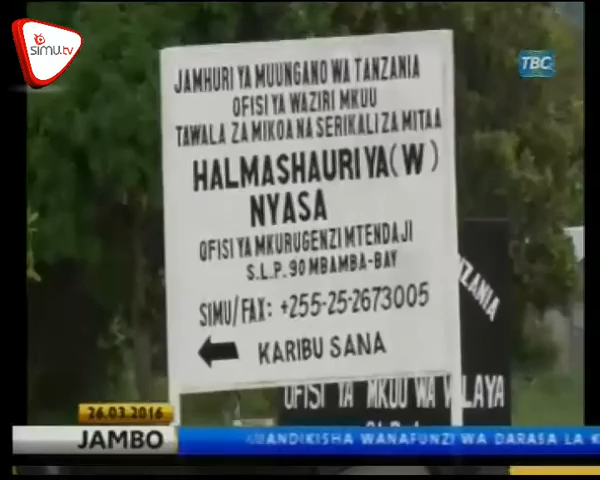 simu.tv
TBC
JAMHURI YA MUUNGANO WA TANZANIA
OFISI YA WAZIRI MKUU
TAWALA ZA MIKOA NA SERIKALI ZA MITAA
HALMASHAURI YA (W)
NYASA
OFISI YA MKURUGENZI MTENDAJI
S.L.P. 90 MBAMBA-BAY
SIMU/FAX: +255-25-2673005
KARIBU SANA
OFISI YA MKUU WA WILAYA
26.03.2016
JAMBO
WANAFUNZI WA DARASA LA